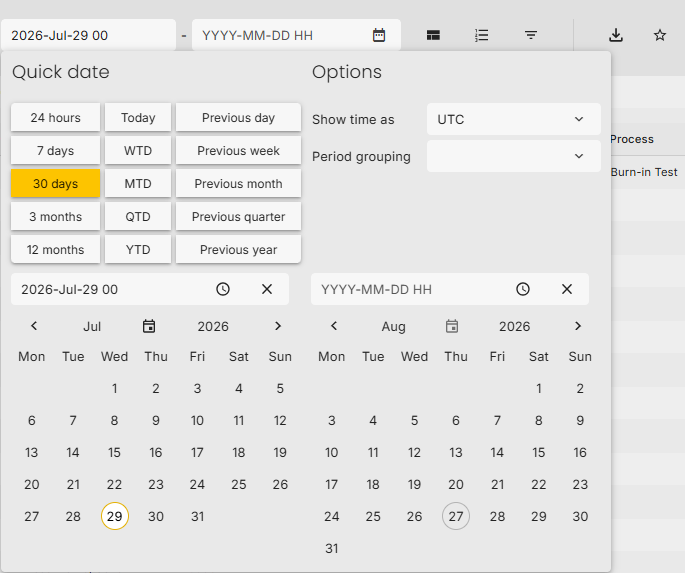 2026-Jul-29 00 - YYYY-MM-DD HH
Quick date Options
24 hours Today Previous day Show time as UTC
Process
7 days WTD Previous week Period grouping
Burn-in Test
30 days MTD Previous month
3 months QTD Previous quarter
12 months YTD Previous year
2026-Jul-29 00 YYYY-MM-DD HH
Jul 2026 Aug 2026
Mon Tue Wed Thu Fri Sat Sun Mon Tue Wed Thu Fri Sat Sun
1 2 3 4 5 1 2
6 7 8 9 10 11 12 3 4 5 6 7 8 9
13 14 15 16 17 18 19 10 11 12 13 14 15 16
20 21 22 23 24 25 26 17 18 19 20 21 22 23
27 28 29 30 31 24 25 26 27 28 29 30
31